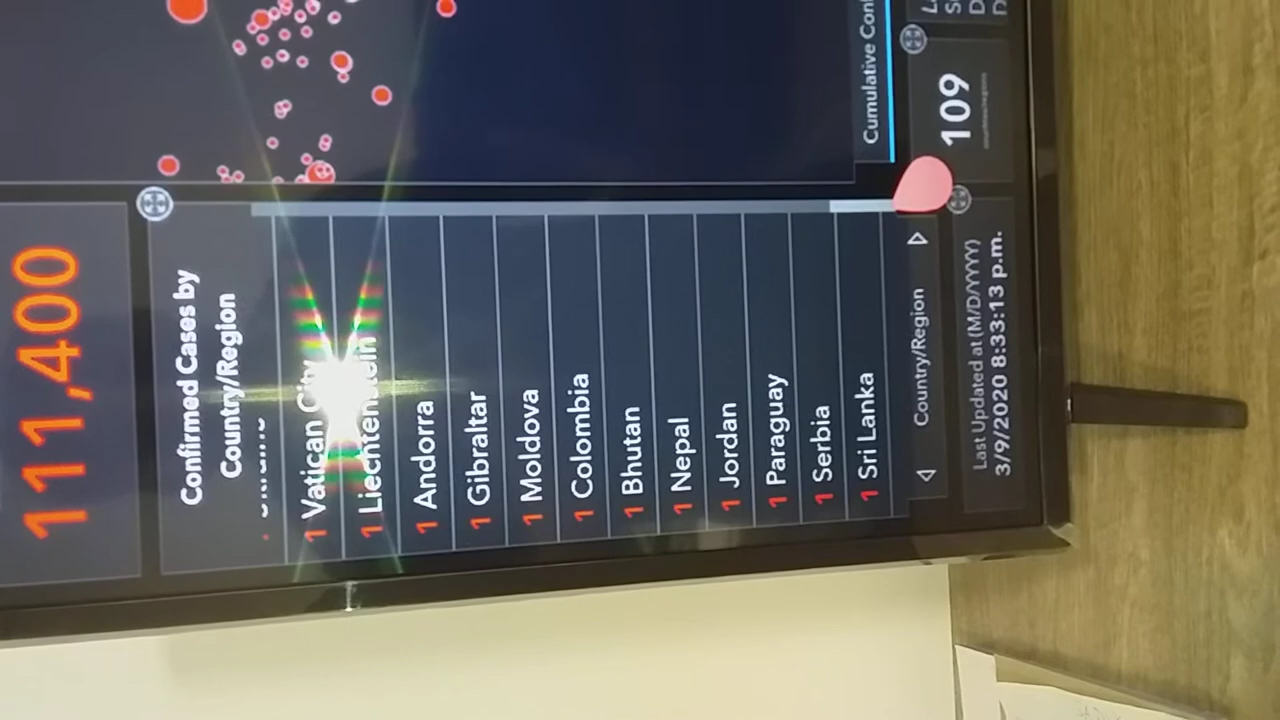 111,400
Confirmed Cases by
Country/Region
1 Vatican City
1 Liechtenstein
1 Andorra
1 Gibraltar
1 Moldova
1 Colombia
1 Bhutan
1 Nepal
1 Jordan
1 Paraguay
1 Serbia
1 Sri Lanka
Country/Region
Last Updated at (M/D/YYYY)
3/9/2020 8:33:13 p.m.
Cumulative Con
109
countries/regions